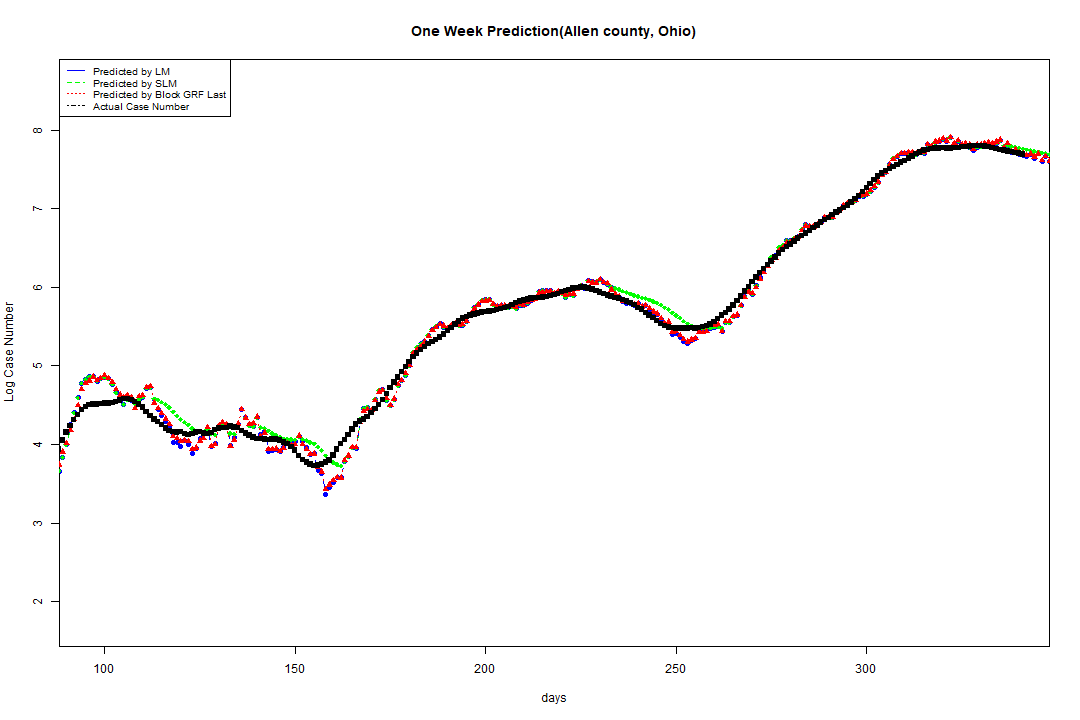 One Week Prediction(Allen county, Ohio)
Predicted by LM
Predicted by SLM
Predicted by Block GRF Last
Actual Case Number
8
7
6
5
4
3
2
Log Case Number
100 150 200 250 300
days